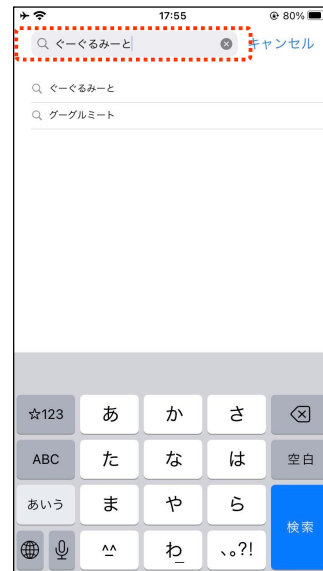 17:55 80%
ぐーぐるみーと キャンセル
ぐーぐるみーと
グーグルミート
☆123 あ か さ
ABC た な は 空白
あいう ま や ら 検索
^^ わ_ 、。?!